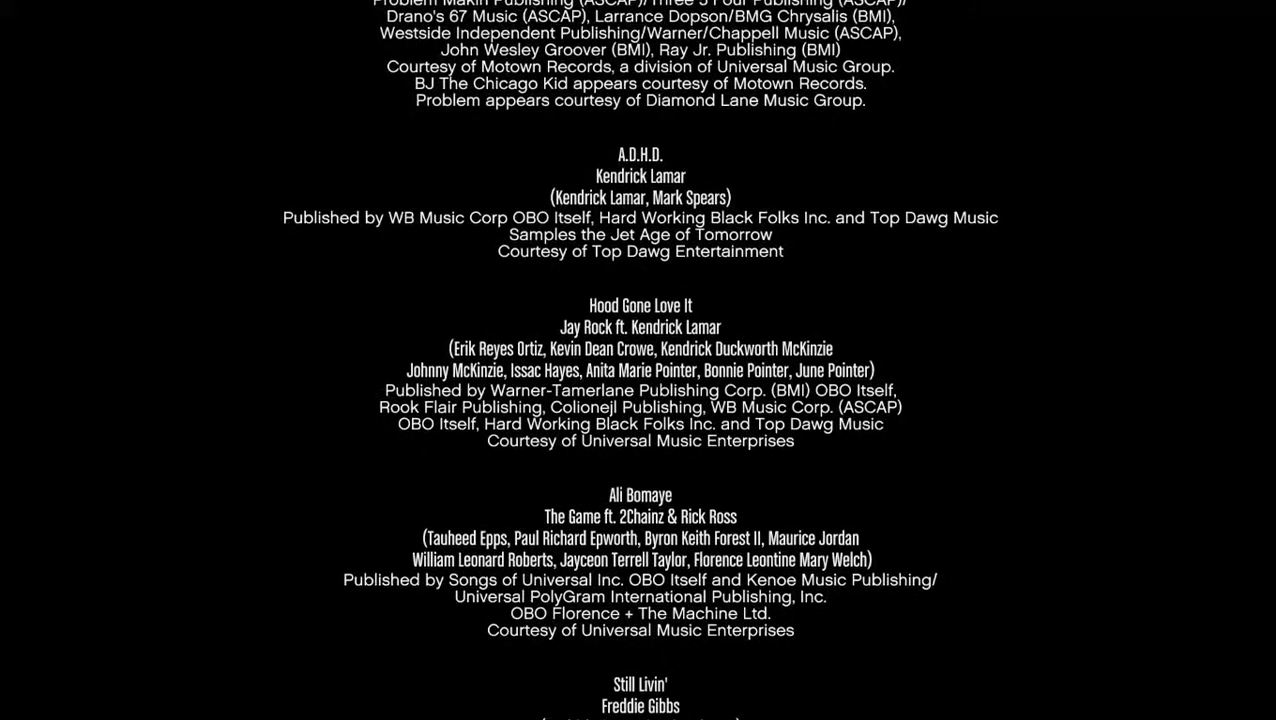 Problem Makin Publishing (ASCAP)/Three 5 Four Publishing (ASCAP)/
Drano's 67 Music (ASCAP), Larrance Dopson/BMG Chrysalis (BMI),
Westside Independent Publishing/Warner/Chappell Music (ASCAP),
John Wesley Groover (BMI), Ray Jr. Publishing (BMI)
Courtesy of Motown Records, a division of Universal Music Group.
BJ The Chicago Kid appears courtesy of Motown Records.
Problem appears courtesy of Diamond Lane Music Group.
A.D.H.D.
Kendrick Lamar
(Kendrick Lamar, Mark Spears)
Published by WB Music Corp OBO Itself, Hard Working Black Folks Inc. and Top Dawg Music
Samples the Jet Age of Tomorrow
Courtesy of Top Dawg Entertainment
Hood Gone Love It
Jay Rock ft. Kendrick Lamar
(Erik Reyes Ortiz, Kevin Dean Crowe, Kendrick Duckworth McKinzie
Johnny McKinzie, Issac Hayes, Anita Marie Pointer, Bonnie Pointer, June Pointer)
Published by Warner-Tamerlane Publishing Corp. (BMI) OBO Itself,
Rook Flair Publishing, Colionejl Publishing, WB Music Corp. (ASCAP)
OBO Itself, Hard Working Black Folks Inc. and Top Dawg Music
Courtesy of Universal Music Enterprises
Ali Bomaye
The Game ft. 2Chainz & Rick Ross
(Tauheed Epps, Paul Richard Epworth, Byron Keith Forest II, Maurice Jordan
William Leonard Roberts, Jayceon Terrell Taylor, Florence Leontine Mary Welch)
Published by Songs of Universal Inc. OBO Itself and Kenoe Music Publishing/
Universal PolyGram International Publishing, Inc.
OBO Florence + The Machine Ltd.
Courtesy of Universal Music Enterprises
Still Livin'
Freddie Gibbs